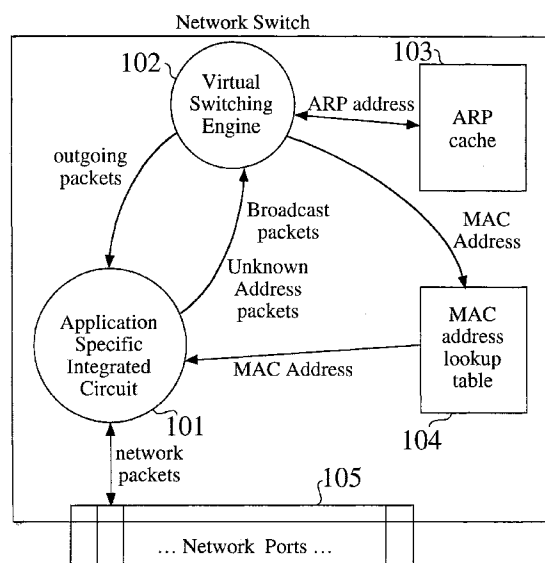 Network Switch
102
103
Virtual
Switching
Engine
ARP address
ARP
cache
outgoing
packets
Broadcast
packets
MAC
Address
Unknown
Address
packets
Application
Specific
Integrated
Circuit
MAC
address
lookup
table
MAC Address
101
104
network
packets
105
... Network Ports ...